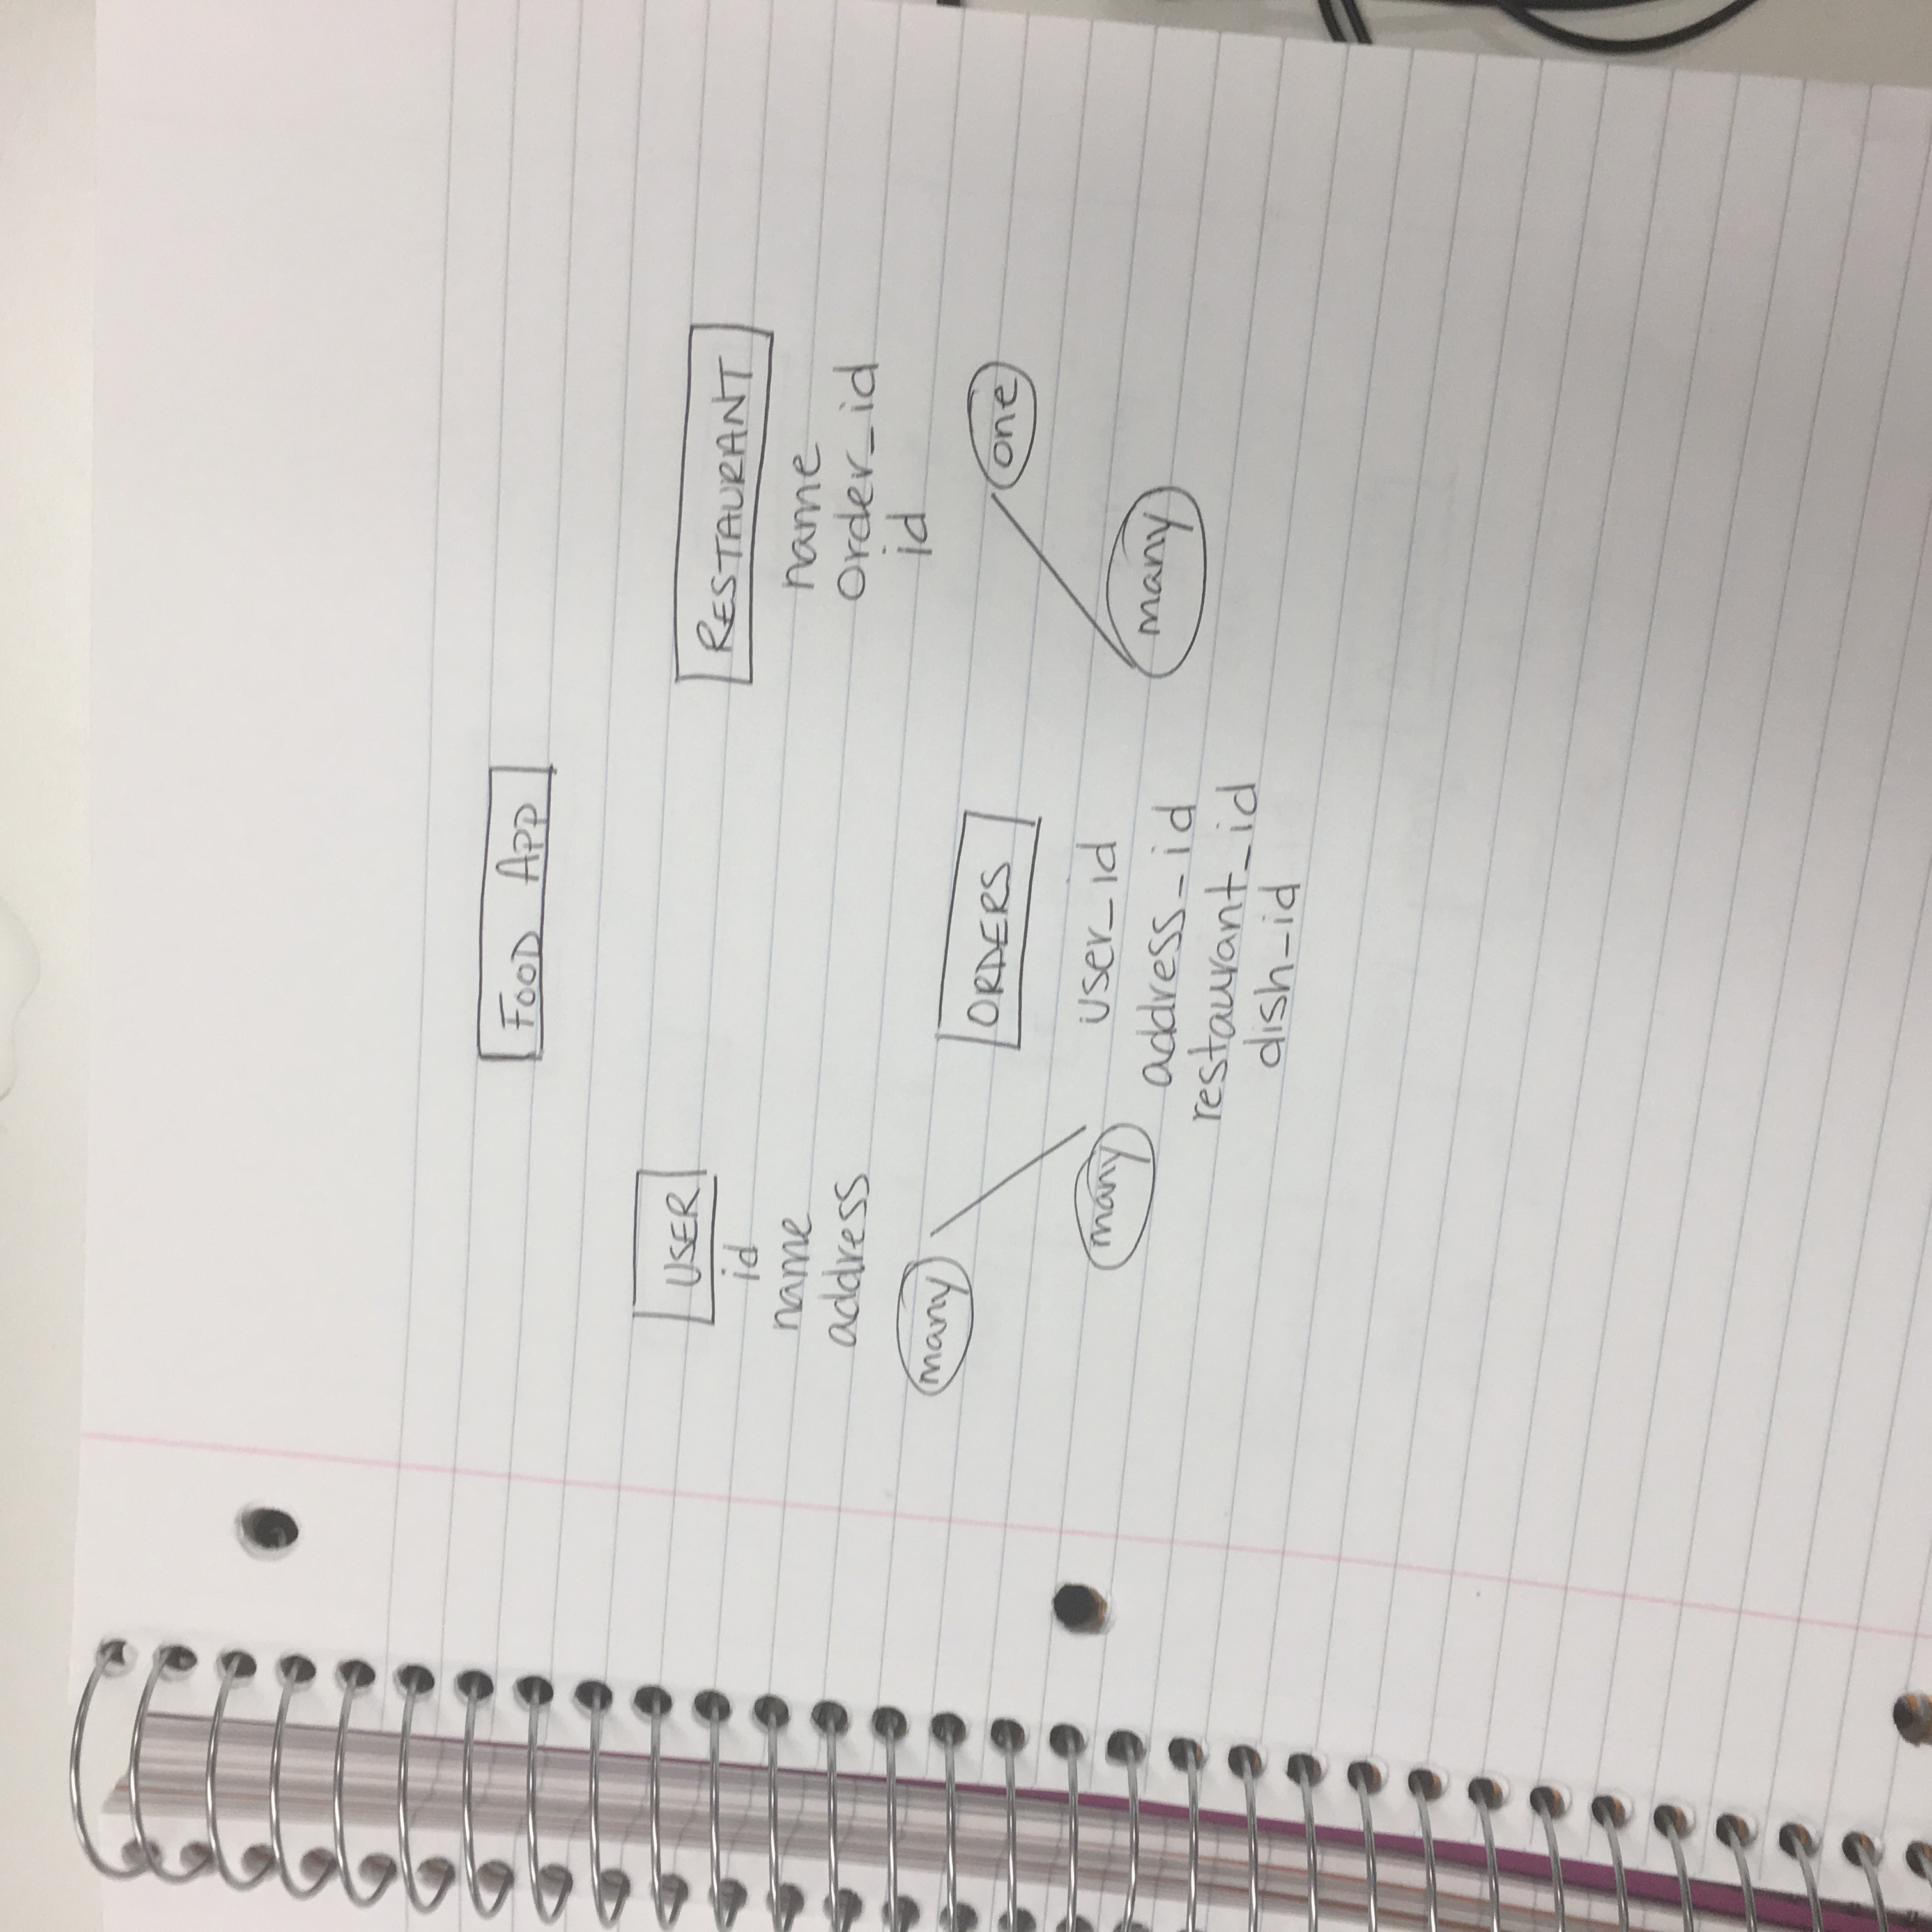 FOOD APP
USER
id
name
address
many
many
RESTAURANT
name
order_id
id
one
many
ORDERS
user_id
address_id
restaurant_id
dish_id